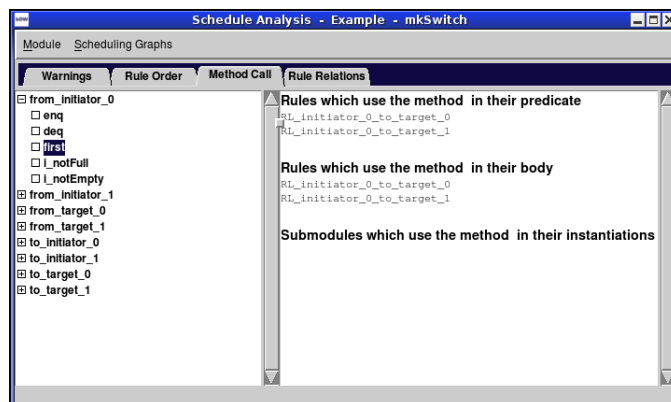 Schedule Analysis - Example - mkSwitch
Module Scheduling Graphs
Warnings Rule Order Method Call Rule Relations
from_initiator_0
enq
deq
first
i_notFull
i_notEmpty
from_initiator_1
from_target_0
from_target_1
to_initiator_0
to_initiator_1
to_target_0
to_target_1
Rules which use the method in their predicate
RL_initiator_0_to_target_0
RL_initiator_0_to_target_1
Rules which use the method in their body
RL_initiator_0_to_target_0
RL_initiator_0_to_target_1
Submodules which use the method in their instantiations